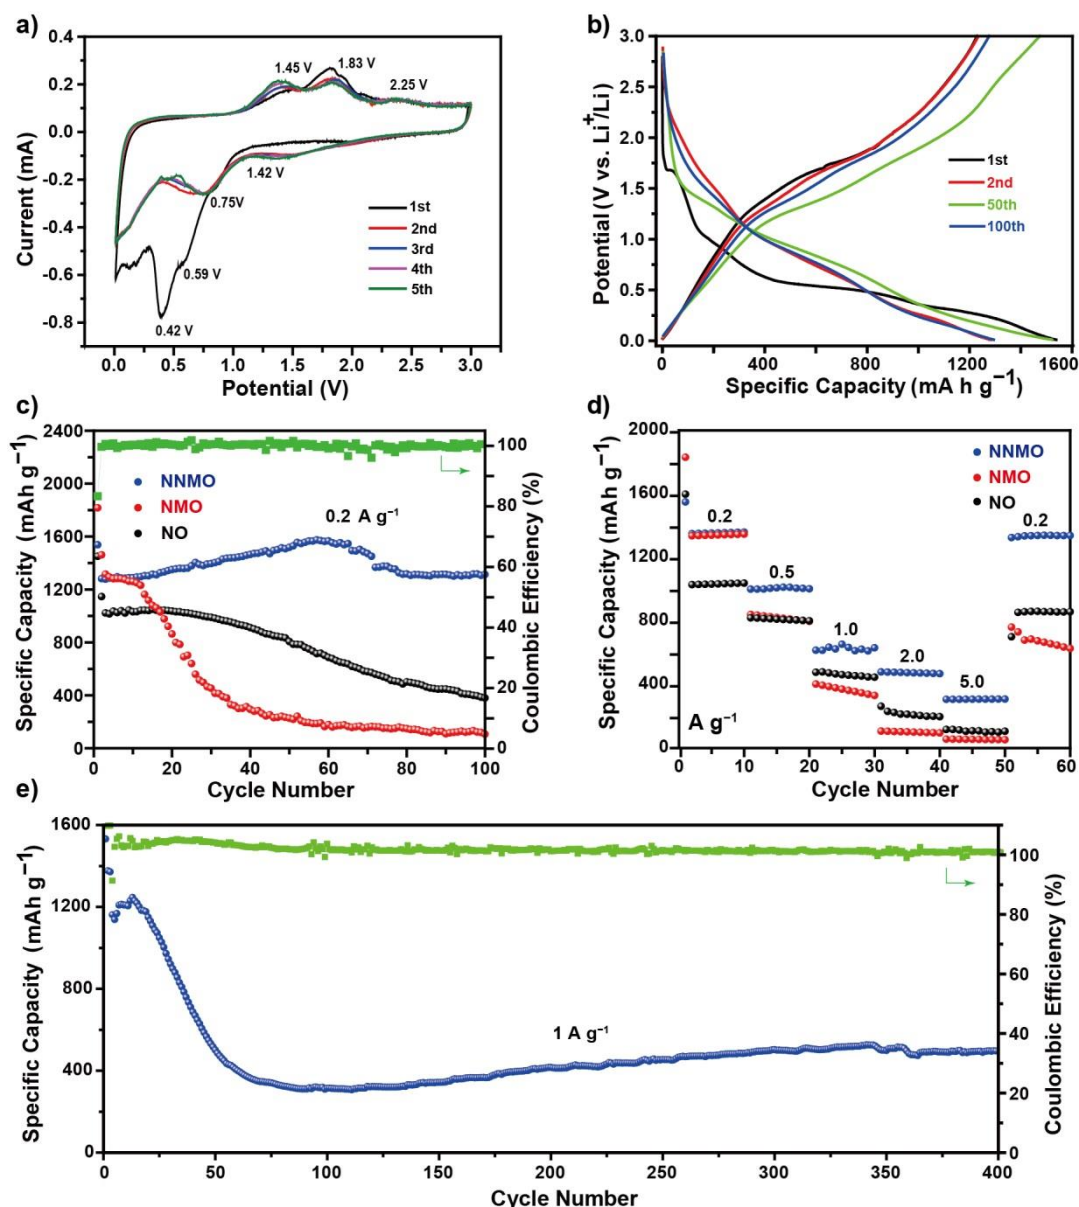 a)
0.4
0.2
0.0
-0.2
-0.4
-0.6
-0.8
Current (mA)
1.45 V
1.83 V
2.25 V
1.42 V
0.75V
0.59 V
0.42 V
1st
2nd
3rd
4th
5th
0.0 0.5 1.0 1.5 2.0 2.5 3.0
Potential (V)
b)
3.0
2.5
2.0
1.5
1.0
0.5
0.0
Potential (V vs. Li+/Li)
1st
2nd
50th
100th
0 400 800 1200 1600
Specific Capacity (mA h g⁻¹)
c)
2400
2000
1600
1200
800
400
0
Specific Capacity (mAh g⁻¹)
NNMO
NMO
NO
0.2 A g⁻¹
100
80
60
40
20
0
Coulombic Efficiency (%)
0 20 40 60 80 100
Cycle Number
d)
2000
1600
1200
800
400
0
Specific Capacity (mAh g⁻¹)
NNMO
NMO
NO
0.2
0.5
1.0
2.0
5.0
0.2
A g⁻¹
0 10 20 30 40 50 60
Cycle Number
e)
1600
1200
800
400
0
Specific Capacity (mAh g⁻¹)
1 A g⁻¹
100
80
60
40
20
0
Coulombic Efficiency (%)
0 50 100 150 200 250 300 350 400
Cycle Number